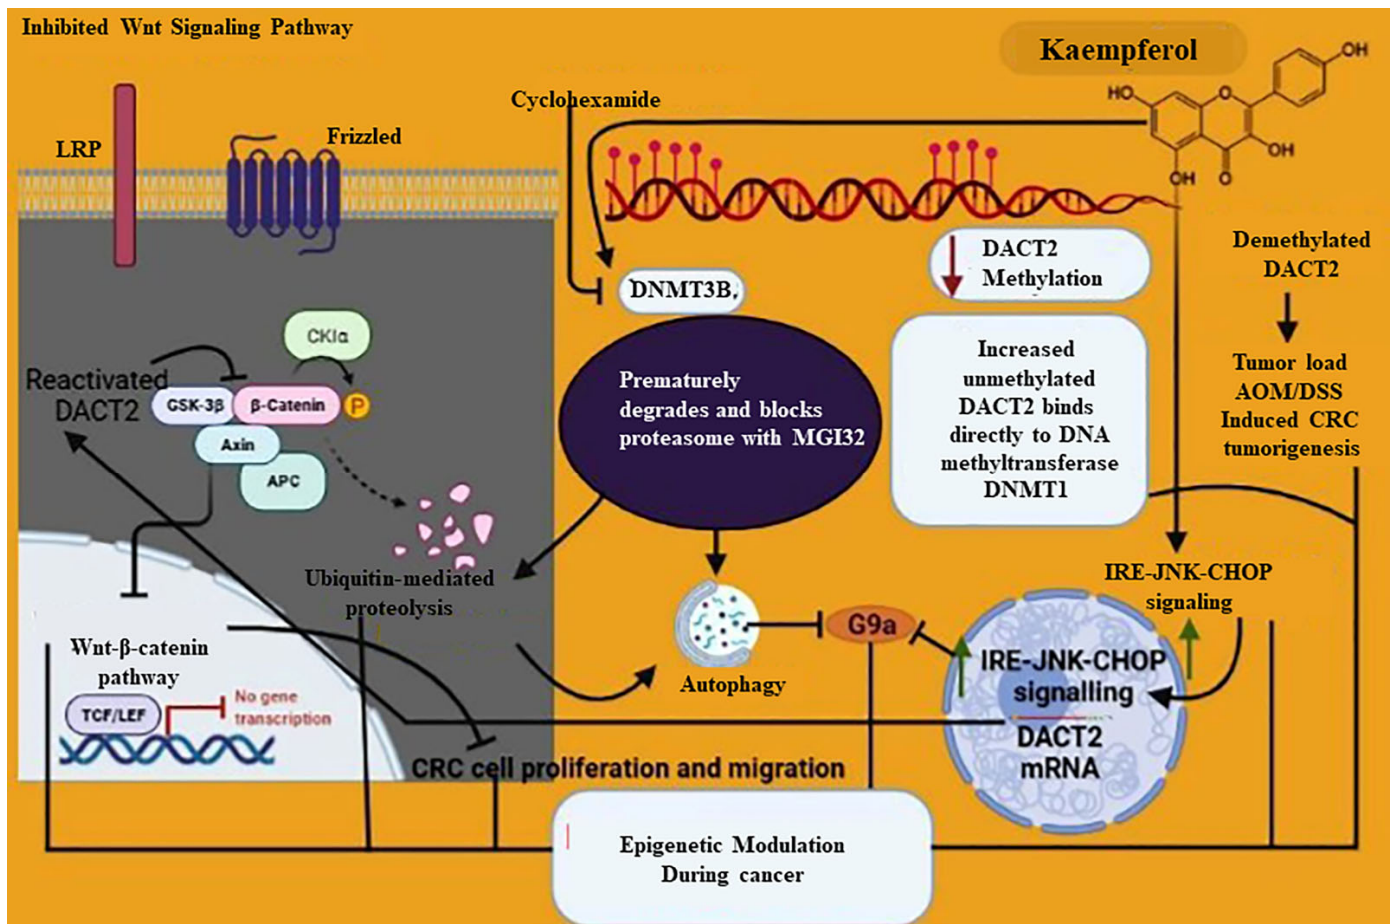 Inhibited Wnt Signaling Pathway
Kaempferol
OH
HO
O
OH
OH
O
Cyclohexamide
LRP
Frizzled
DNMT3B,
DACT2
Methylation
Demethylated
DACT2
Tumor load
AOM/DSS
Induced CRC
tumorigenesis
CKIα
Reactivated
DACT2
GSK-3β
β-Catenin
P
Axin
APC
Prematurely
degrades and blocks
proteasome with MGI32
Increased
unmethylated
DACT2 binds
directly to DNA
methyltransferase
DNMT1
Ubiquitin-mediated
proteolysis
IRE-JNK-CHOP
signaling
Wnt-β-catenin
pathway
TCF/LEF
No gene
transcription
Autophagy
G9a
IRE-JNK-CHOP
signalling
DACT2
mRNA
CRC cell proliferation and migration
Epigenetic Modulation
During cancer